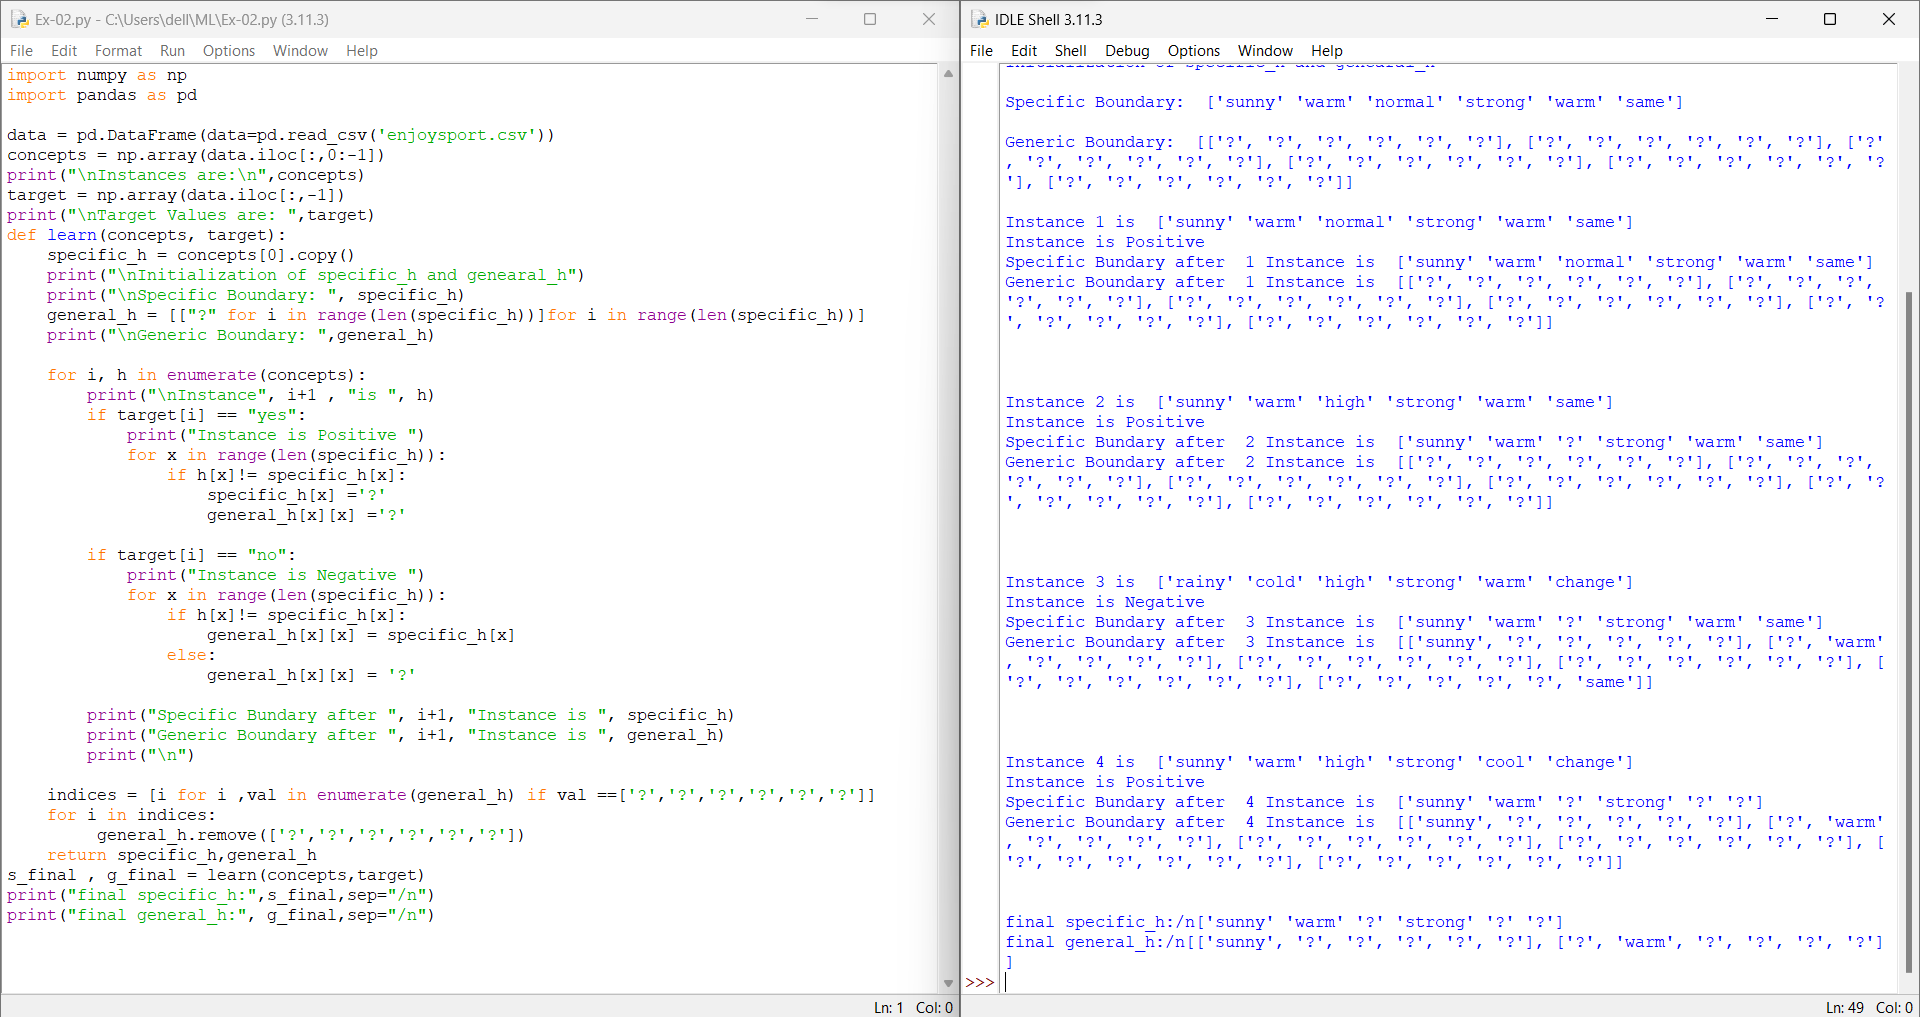 Ex-02.py - C:\Users\dell\ML\Ex-02.py (3.11.3)
File Edit Format Run Options Window Help
import numpy as np
import pandas as pd

data = pd.DataFrame(data=pd.read_csv('enjoysport.csv'))
concepts = np.array(data.iloc[:,0:-1])
print("\nInstances are:\n",concepts)
target = np.array(data.iloc[:,-1])
print("\nTarget Values are: ",target)
def learn(concepts, target):
    specific_h = concepts[0].copy()
    print("\nInitialization of specific_h and genearal_h")
    print("\nSpecific Boundary: ", specific_h)
    general_h = [["?" for i in range(len(specific_h))]for i in range(len(specific_h))]
    print("\nGeneric Boundary: ",general_h)

    for i, h in enumerate(concepts):
        print("\nInstance", i+1 , "is ", h)
        if target[i] == "yes":
            print("Instance is Positive ")
            for x in range(len(specific_h)):
                if h[x]!= specific_h[x]:
                    specific_h[x] ='?'
                    general_h[x][x] ='?'

        if target[i] == "no":
            print("Instance is Negative ")
            for x in range(len(specific_h)):
                if h[x]!= specific_h[x]:
                    general_h[x][x] = specific_h[x]
                else:
                    general_h[x][x] = '?'

        print("Specific Bundary after ", i+1, "Instance is ", specific_h)
        print("Generic Boundary after ", i+1, "Instance is ", general_h)
        print("\n")

    indices = [i for i ,val in enumerate(general_h) if val ==['?','?','?','?','?','?']]
    for i in indices:
         general_h.remove(['?','?','?','?','?','?'])
    return specific_h,general_h
s_final , g_final = learn(concepts,target)
print("final specific_h:",s_final,sep="/n")
print("final general_h:", g_final,sep="/n")
Ln: 1 Col: 0
IDLE Shell 3.11.3
File Edit Shell Debug Options Window Help
Initialization of specific_h and genearal_h

Specific Boundary:  ['sunny' 'warm' 'normal' 'strong' 'warm' 'same']

Generic Boundary:  [['?', '?', '?', '?', '?', '?'], ['?', '?', '?', '?', '?', '?'], ['?'
, '?', '?', '?', '?', '?'], ['?', '?', '?', '?', '?', '?'], ['?', '?', '?', '?', '?', '?
'], ['?', '?', '?', '?', '?', '?']]

Instance 1 is  ['sunny' 'warm' 'normal' 'strong' 'warm' 'same']
Instance is Positive
Specific Bundary after  1 Instance is  ['sunny' 'warm' 'normal' 'strong' 'warm' 'same']
Generic Boundary after  1 Instance is  [['?', '?', '?', '?', '?', '?'], ['?', '?', '?',
'?', '?', '?'], ['?', '?', '?', '?', '?', '?'], ['?', '?', '?', '?', '?', '?'], ['?', '?
', '?', '?', '?', '?'], ['?', '?', '?', '?', '?', '?']]

Instance 2 is  ['sunny' 'warm' 'high' 'strong' 'warm' 'same']
Instance is Positive
Specific Bundary after  2 Instance is  ['sunny' 'warm' '?' 'strong' 'warm' 'same']
Generic Boundary after  2 Instance is  [['?', '?', '?', '?', '?', '?'], ['?', '?', '?',
'?', '?', '?'], ['?', '?', '?', '?', '?', '?'], ['?', '?', '?', '?', '?', '?'], ['?', '?
', '?', '?', '?', '?'], ['?', '?', '?', '?', '?', '?']]

Instance 3 is  ['rainy' 'cold' 'high' 'strong' 'warm' 'change']
Instance is Negative
Specific Bundary after  3 Instance is  ['sunny' 'warm' '?' 'strong' 'warm' 'same']
Generic Boundary after  3 Instance is  [['sunny', '?', '?', '?', '?', '?'], ['?', 'warm'
, '?', '?', '?', '?'], ['?', '?', '?', '?', '?', '?'], ['?', '?', '?', '?', '?', '?'], [
'?', '?', '?', '?', '?', '?'], ['?', '?', '?', '?', '?', 'same']]

Instance 4 is  ['sunny' 'warm' 'high' 'strong' 'cool' 'change']
Instance is Positive
Specific Bundary after  4 Instance is  ['sunny' 'warm' '?' 'strong' '?' '?']
Generic Boundary after  4 Instance is  [['sunny', '?', '?', '?', '?', '?'], ['?', 'warm'
, '?', '?', '?', '?'], ['?', '?', '?', '?', '?', '?'], ['?', '?', '?', '?', '?', '?'], [
'?', '?', '?', '?', '?', '?'], ['?', '?', '?', '?', '?', '?']]

final specific_h:/n['sunny' 'warm' '?' 'strong' '?' '?']
final general_h:/n[['sunny', '?', '?', '?', '?', '?'], ['?', 'warm', '?', '?', '?', '?']
]
>>>
Ln: 49 Col: 0